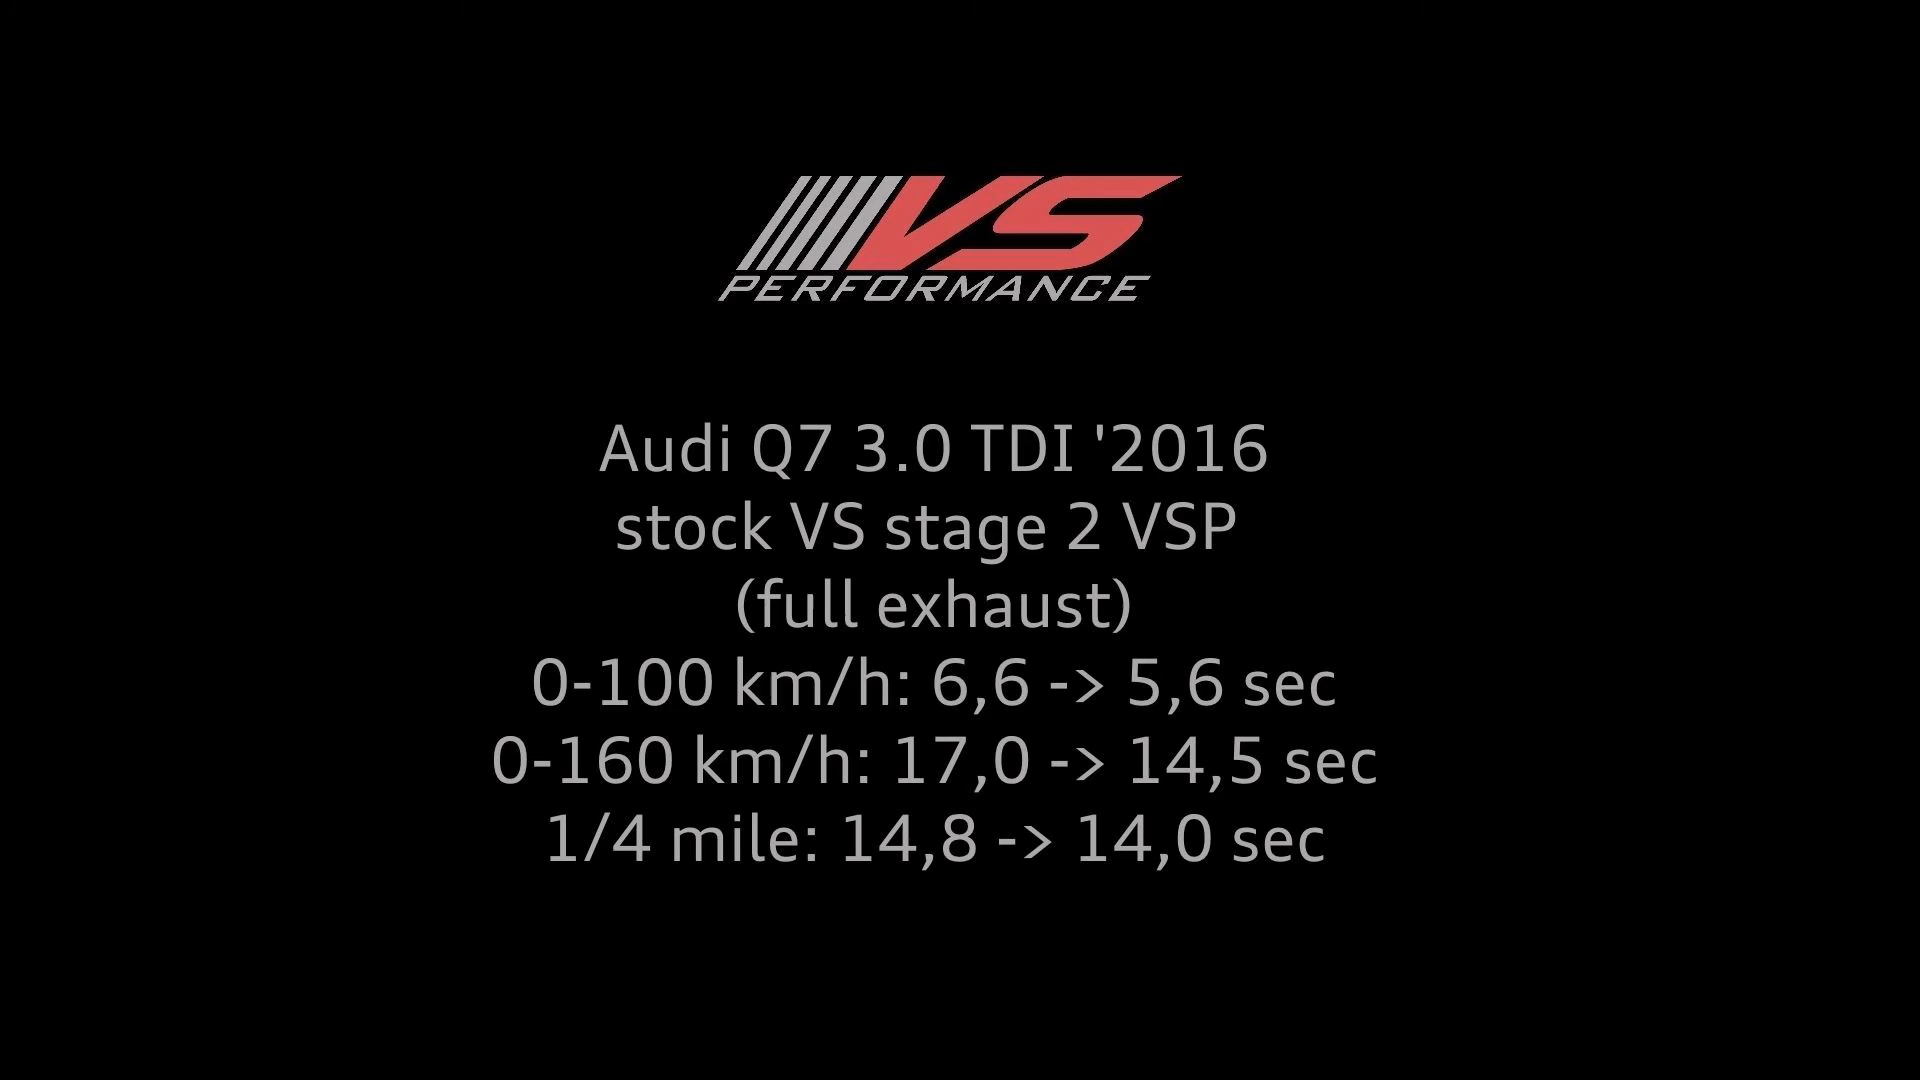 VS
PERFORMANCE
Audi Q7 3.0 TDI '2016
stock VS stage 2 VSP
(full exhaust)
0-100 km/h: 6,6 -> 5,6 sec
0-160 km/h: 17,0 -> 14,5 sec
1/4 mile: 14,8 -> 14,0 sec